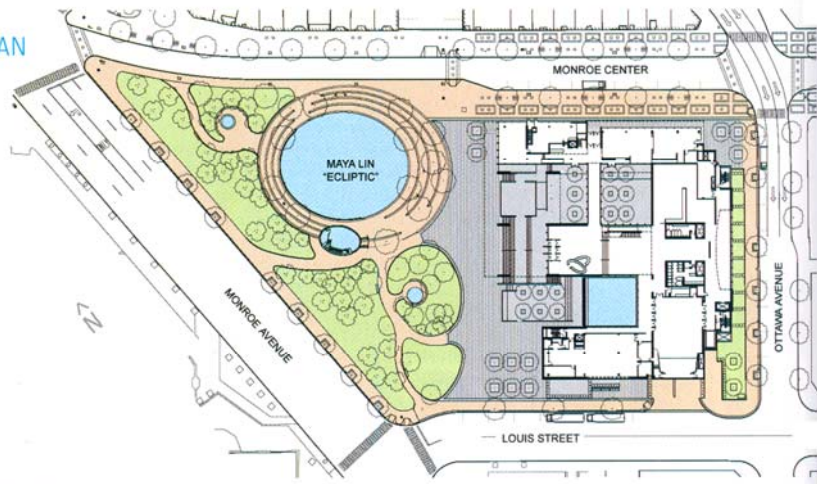 AN
MONROE CENTER
MAYA LIN
"ECLIPTIC"
MONROE AVENUE
OTTAWA AVENUE
LOUIS STREET
N